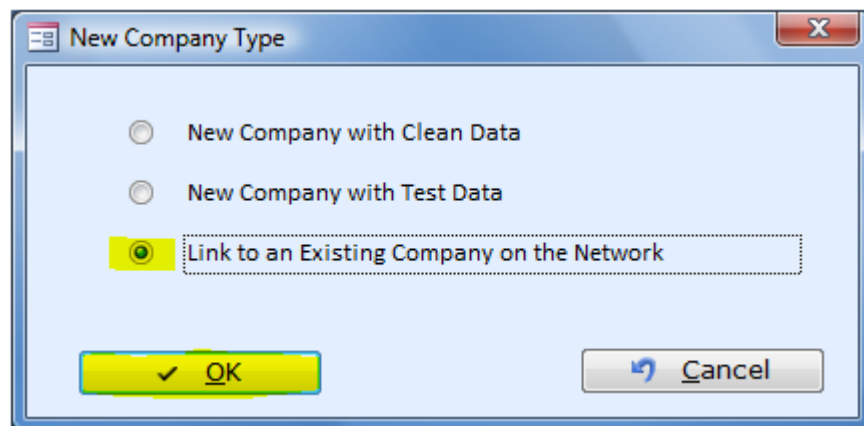 New Company Type
New Company with Clean Data
New Company with Test Data
Link to an Existing Company on the Network
OK
Cancel